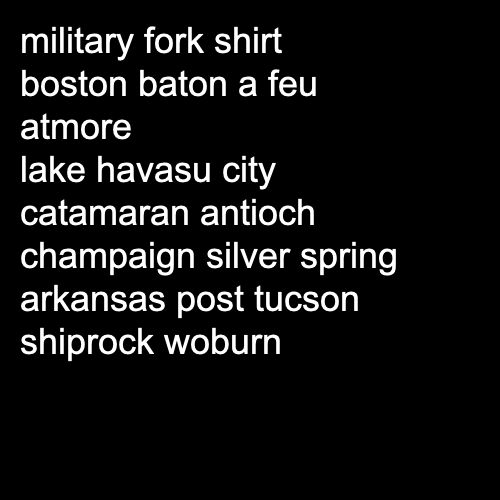 military fork shirt
boston baton a feu
atmore
lake havasu city
catamaran antioch
champaign silver spring
arkansas post tucson
shiprock woburn